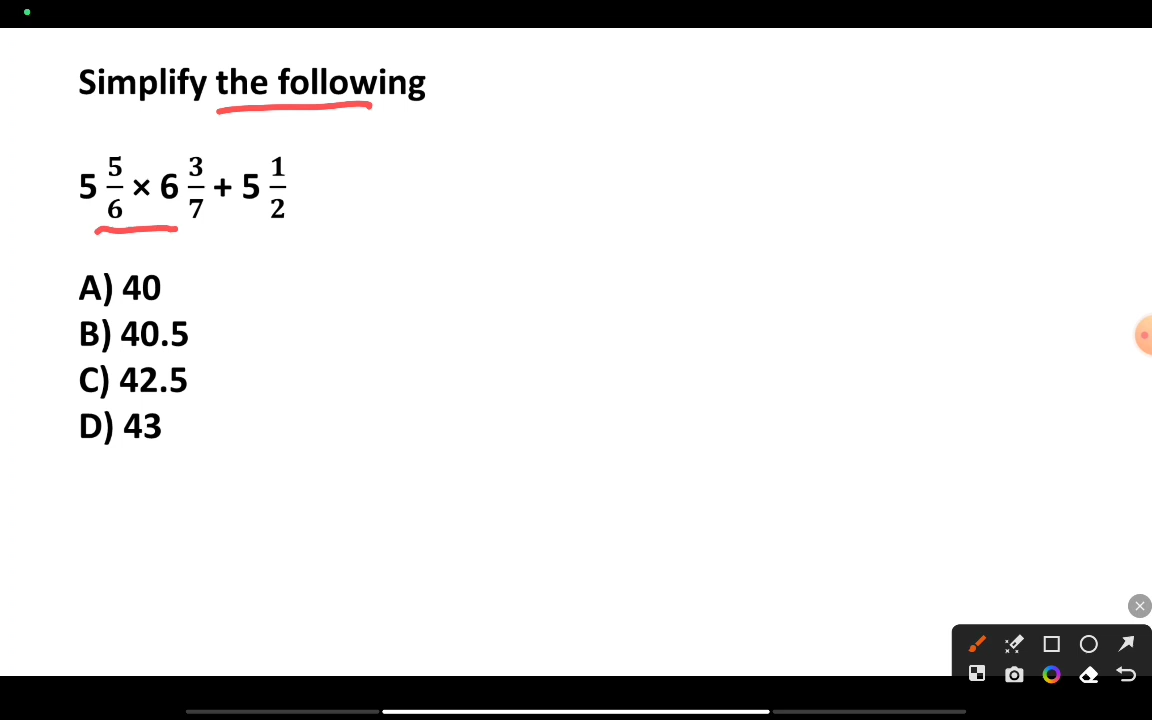 Simplify the following
5 5/6 × 6 3/7 + 5 1/2
A) 40
B) 40.5
C) 42.5
D) 43